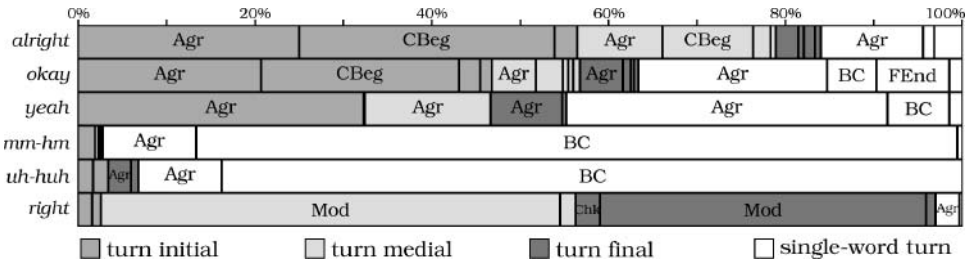 0% 20% 40% 60% 80% 100%
alright Agr CBeg Agr CBeg Agr
okay Agr CBeg Agr Agr Agr BC FEnd
yeah Agr Agr Agr Agr BC
mm-hm Agr BC
uh-huh Agr Agr BC
right Mod Chk Mod Agr
turn initial turn medial turn final single-word turn